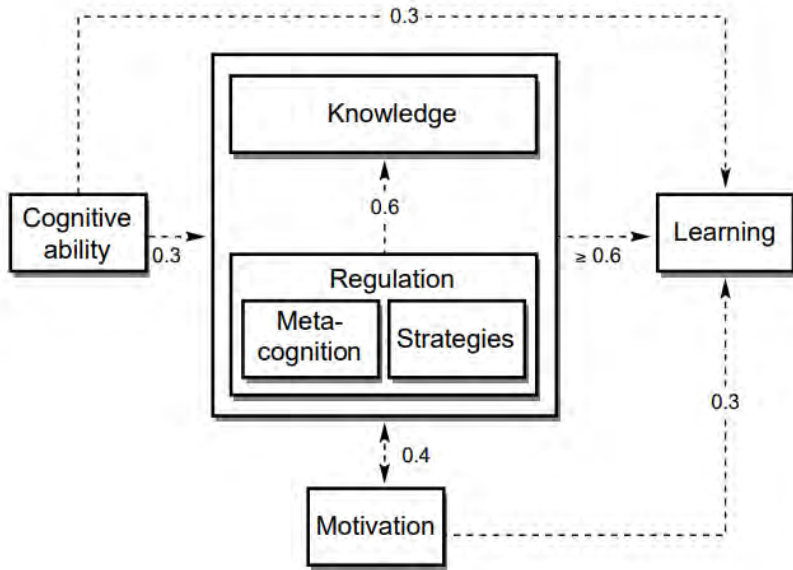 0.3
Knowledge
Cognitive
ability
0.3
0.6
≥ 0.6
Learning
Regulation
Meta-
cognition
Strategies
0.4
0.3
Motivation